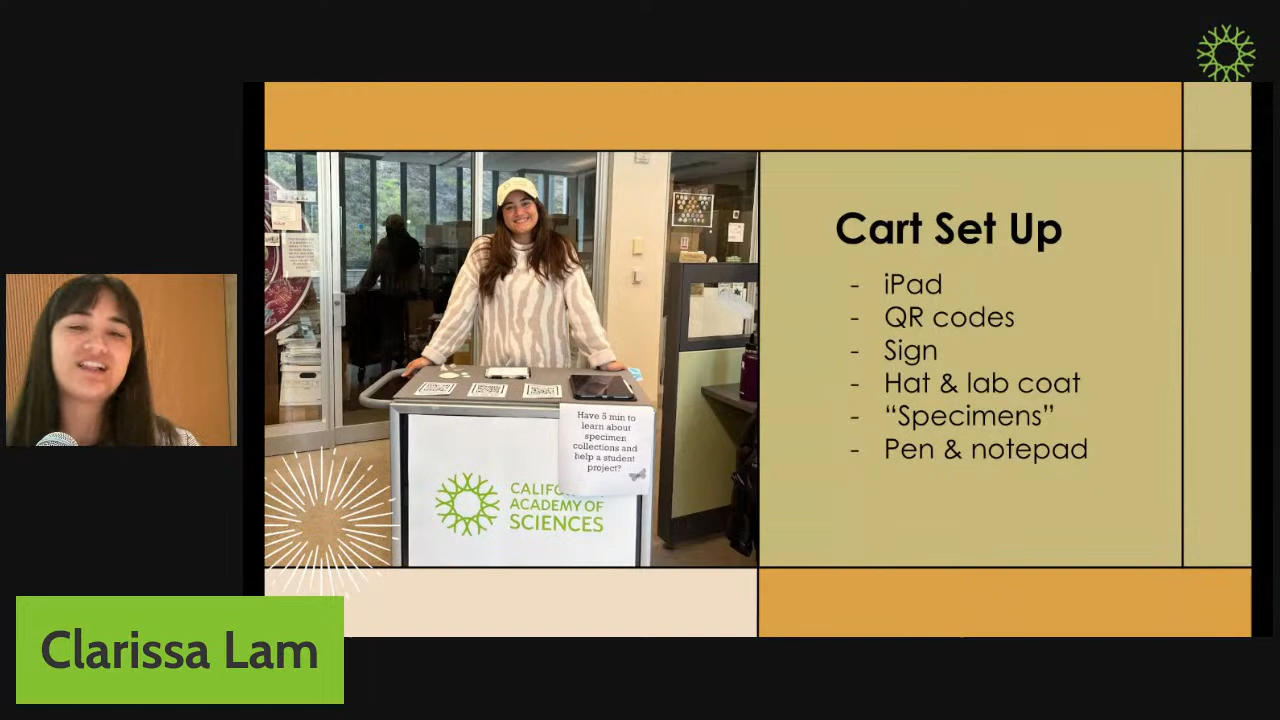 Cart Set Up
- iPad
- QR codes
- Sign
- Hat & lab coat
- “Specimens”
- Pen & notepad
Have 5 min to
learn about
specimen
collections and
help a student
project?
ACADEMY OF
SCIENCES
Clarissa Lam